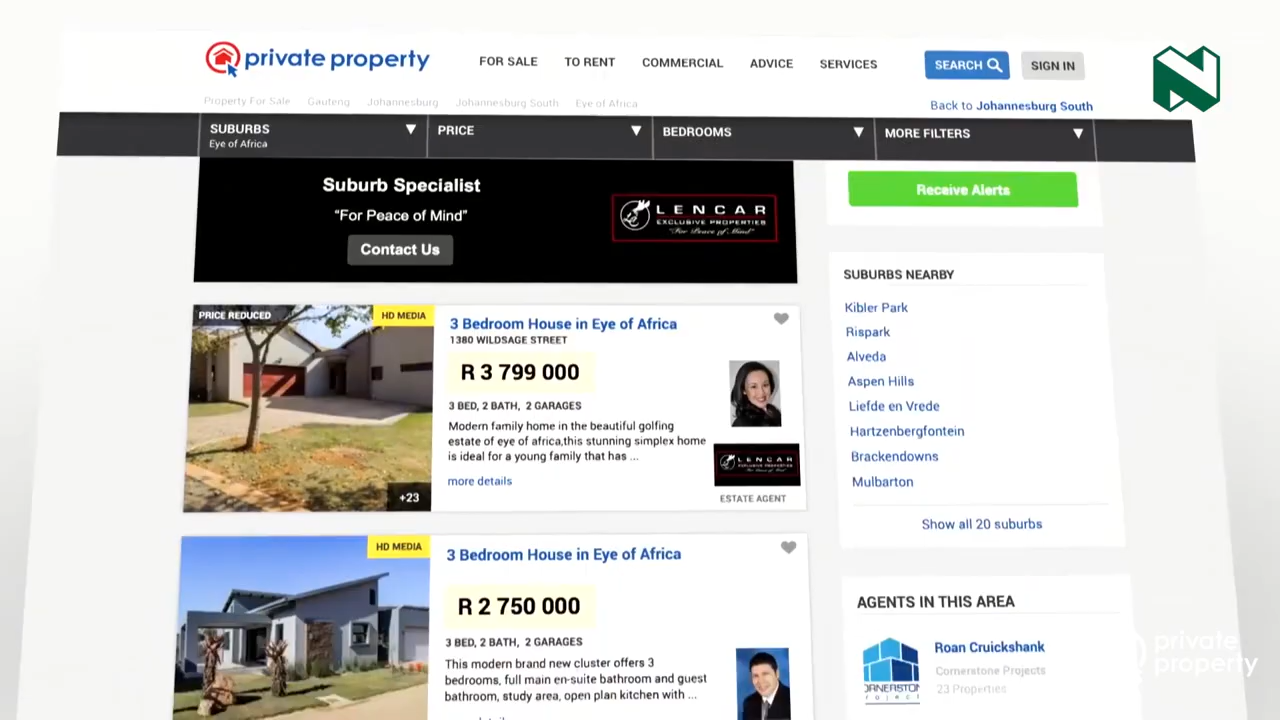 private property
FOR SALE
TO RENT
COMMERCIAL
ADVICE
SERVICES
SEARCH
SIGN IN
Property For Sale
Gauteng
Johannesburg
Johannesburg South
Eye of Africa
Back to Johannesburg South
SUBURBS
Eye of Africa
PRICE
BEDROOMS
MORE FILTERS
Suburb Specialist
“For Peace of Mind”
Contact Us
LENCAR
EXCLUSIVE PROPERTIES
"For Peace of Mind"
Receive Alerts
PRICE REDUCED
HD MEDIA
+23
3 Bedroom House in Eye of Africa
1380 WILDSAGE STREET
R 3 799 000
3 BED, 2 BATH, 2 GARAGES
Modern family home in the beautiful golfing
estate of eye of africa,this stunning simplex home
is ideal for a young family that has ...
more details
LENCAR
ESTATE AGENT
HD MEDIA
3 Bedroom House in Eye of Africa
R 2 750 000
3 BED, 2 BATH, 2 GARAGES
This modern brand new cluster offers 3
bedrooms, full main en-suite bathroom and guest
bathroom, study area, open plan kitchen with ...
SUBURBS NEARBY
Kibler Park
Rispark
Alveda
Aspen Hills
Liefde en Vrede
Hartzenbergfontein
Brackendowns
Mulbarton
Show all 20 suburbs
AGENTS IN THIS AREA
Roan Cruickshank
Cornerstone Projects
23 Properties
private
property